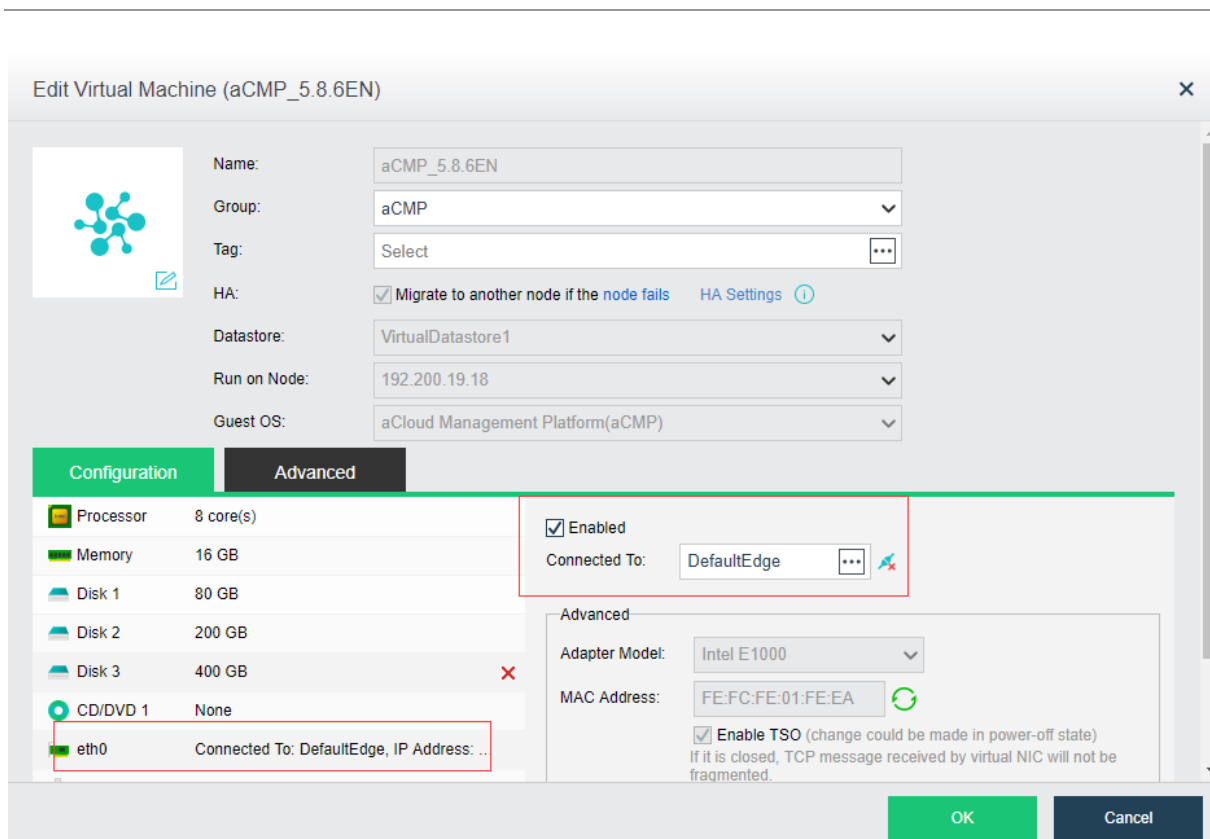 Edit Virtual Machine (aCMP_5.8.6EN)
Name: aCMP_5.8.6EN
Group: aCMP
Tag: Select
HA: Migrate to another node if the node fails HA Settings
Datastore: VirtualDatastore1
Run on Node: 192.200.19.18
Guest OS: aCloud Management Platform(aCMP)
Configuration Advanced
Processor 8 core(s)
Memory 16 GB
Disk 1 80 GB
Disk 2 200 GB
Disk 3 400 GB
CD/DVD 1 None
eth0 Connected To: DefaultEdge, IP Address: ...
Enabled
Connected To: DefaultEdge
Advanced
Adapter Model: Intel E1000
MAC Address: FE:FC:FE:01:FE:EA
Enable TSO (change could be made in power-off state)
If it is closed, TCP message received by virtual NIC will not be
fragmented.
OK Cancel